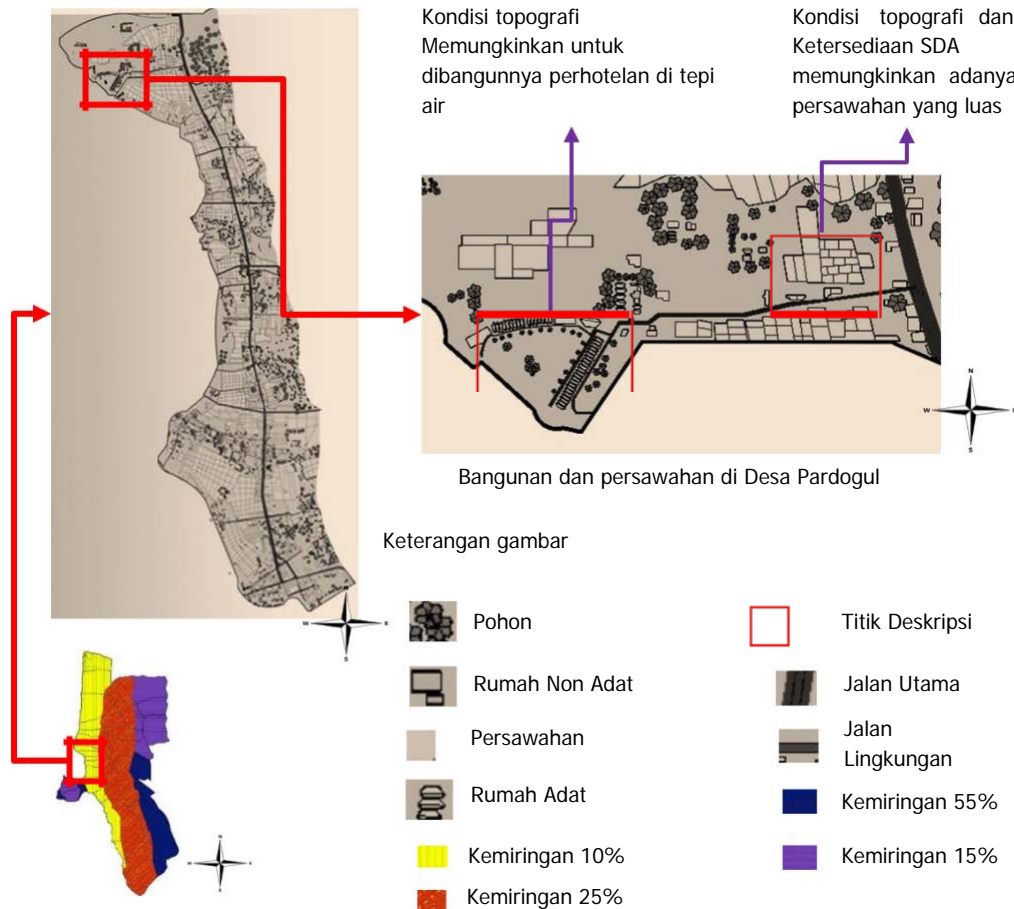 Kondisi topografi
Memungkinkan untuk
dibangunnya perhotelan di tepi
air
Kondisi topografi dan
Ketersediaan SDA
memungkinkan adanya
persawahan yang luas
N
W
S
Bangunan dan persawahan di Desa Pardogul
Keterangan gambar
W
E
S
Pohon
Titik Deskripsi
Rumah Non Adat
Jalan Utama
Persawahan
Jalan
Lingkungan
Rumah Adat
Kemiringan 55%
Kemiringan 10%
Kemiringan 15%
Kemiringan 25%